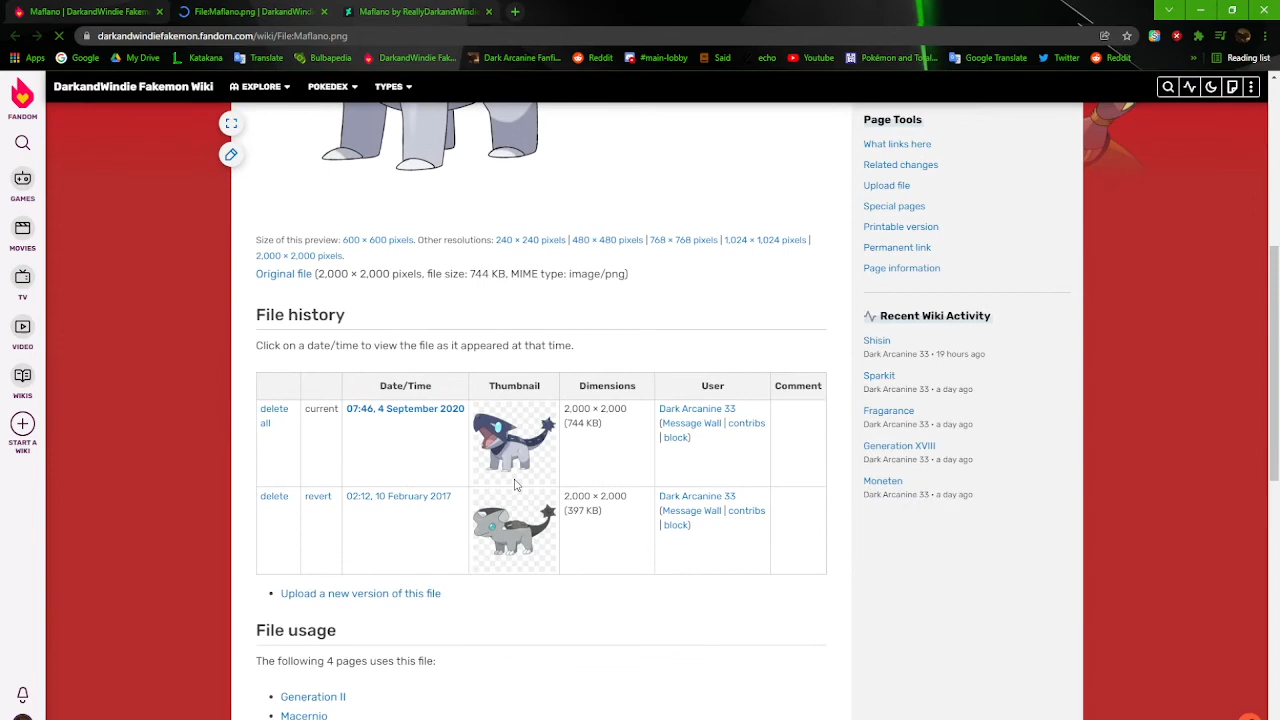 Maflano | DarkandWindie Fakemo
File:Maflano.png | DarkandWindi
Maflano by ReallyDarkandWindi
darkandwindiefakemon.fandom.com/wiki/File:Maflano.png
Apps Google My Drive Katakana Translate Bulbapedia DarkandWindie Fak... Dark Arcanine Fanfi... Reddit #main-lobby Said echo Youtube Pokémon and Total... Google Translate Twitter Reddit » Reading list
DarkandWindie Fakemon Wiki EXPLORE POKEDEX TYPES
FANDOM
GAMES
MOVIES
TV
VIDEO
WIKIS
START A
WIKI
Size of this preview: 600 × 600 pixels. Other resolutions: 240 × 240 pixels | 480 × 480 pixels | 768 × 768 pixels | 1,024 × 1,024 pixels |
2,000 × 2,000 pixels.
Original file (2,000 × 2,000 pixels, file size: 744 KB, MIME type: image/png)
File history
Click on a date/time to view the file as it appeared at that time.
Date/Time Thumbnail Dimensions User Comment
delete all current 07:46, 4 September 2020 2,000 × 2,000 (744 KB) Dark Arcanine 33 (Message Wall | contribs | block)
delete revert 02:12, 10 February 2017 2,000 × 2,000 (397 KB) Dark Arcanine 33 (Message Wall | contribs | block)
• Upload a new version of this file
File usage
The following 4 pages uses this file:
• Generation II
• Macernio
Page Tools
What links here
Related changes
Upload file
Special pages
Printable version
Permanent link
Page information
Recent Wiki Activity
Shisin
Dark Arcanine 33 • 19 hours ago
Sparkit
Dark Arcanine 33 • a day ago
Fragarance
Dark Arcanine 33 • a day ago
Generation XVIII
Dark Arcanine 33 • a day ago
Moneten
Dark Arcanine 33 • a day ago